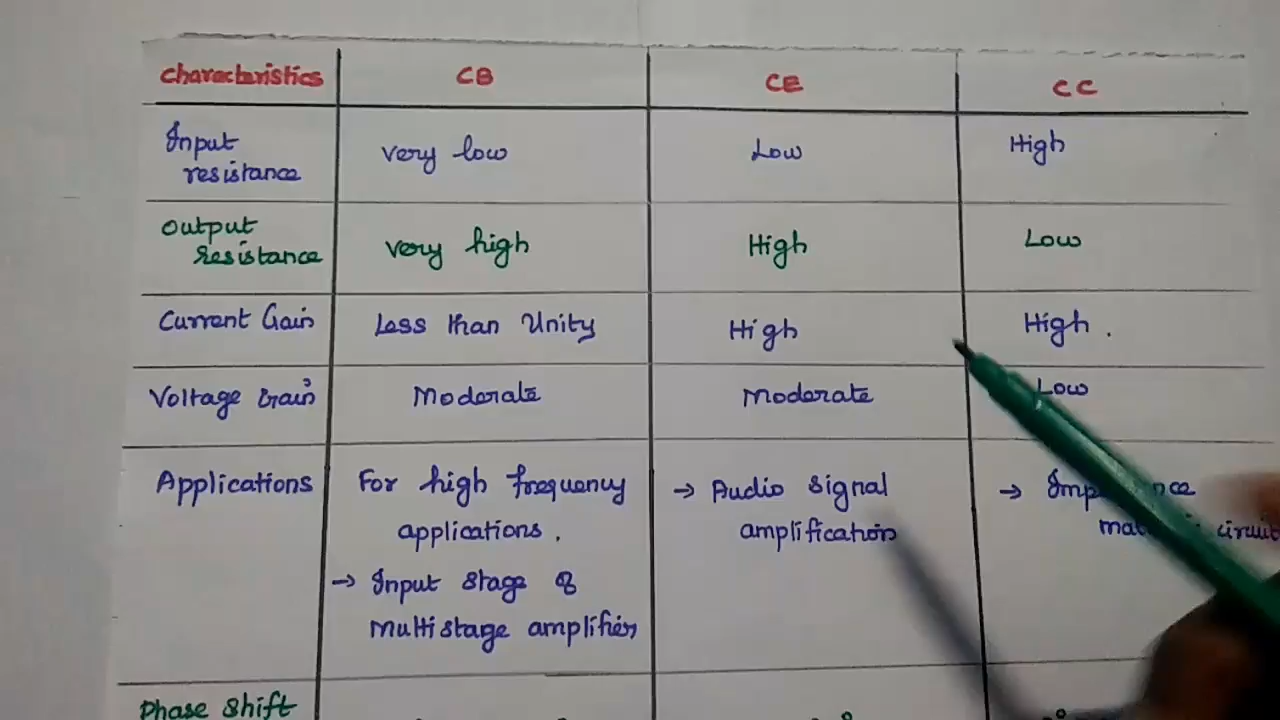 Characteristics CB CE CC
Input
resistance very low Low High
Output
resistance very high High Low
Current Gain Less than Unity High High .
Voltage Gain Moderate Moderate Low
Applications For high frequency → Audio signal →
applications . amplification circuit
→ Input stage of
Multistage amplifier
Phase shift